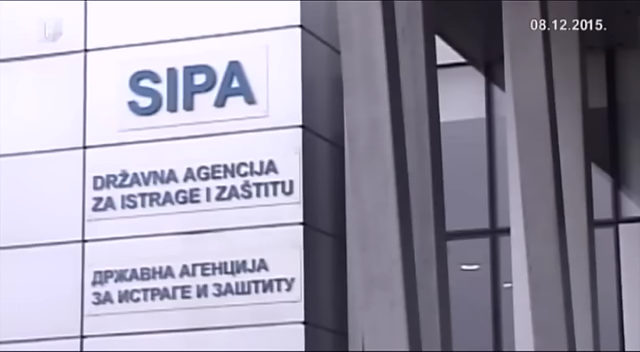 08.12.2015.
SIPA
DRŽAVNA AGENCIJA
ZA ISTRAGE I ZAŠTITU
ДРЖАВНА АГЕНЦИЈА
ЗА ИСТРАГЕ И ЗАШТИТУ